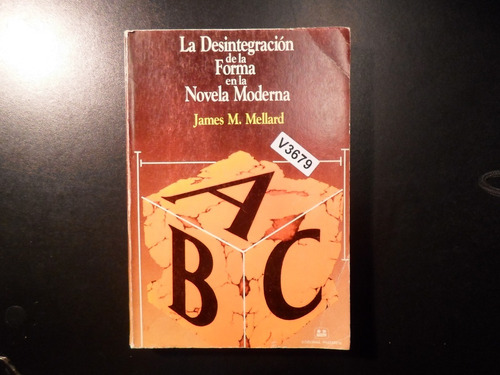 La Desintegración
de la
Forma
en la
Novela Moderna
James M. Mellard
V3679
A
B C